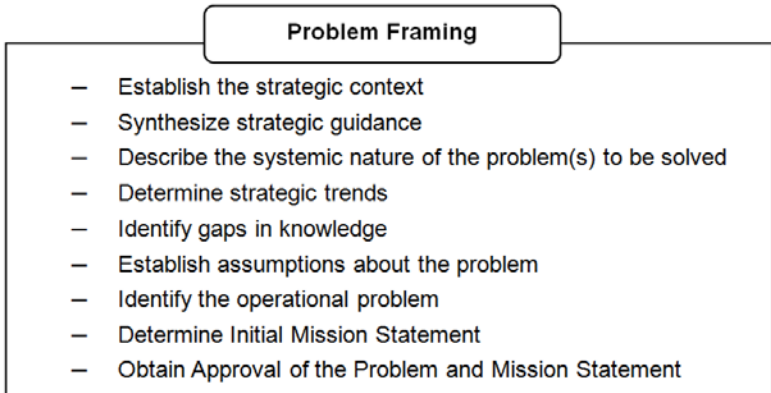 Problem Framing
– Establish the strategic context
– Synthesize strategic guidance
– Describe the systemic nature of the problem(s) to be solved
– Determine strategic trends
– Identify gaps in knowledge
– Establish assumptions about the problem
– Identify the operational problem
– Determine Initial Mission Statement
– Obtain Approval of the Problem and Mission Statement